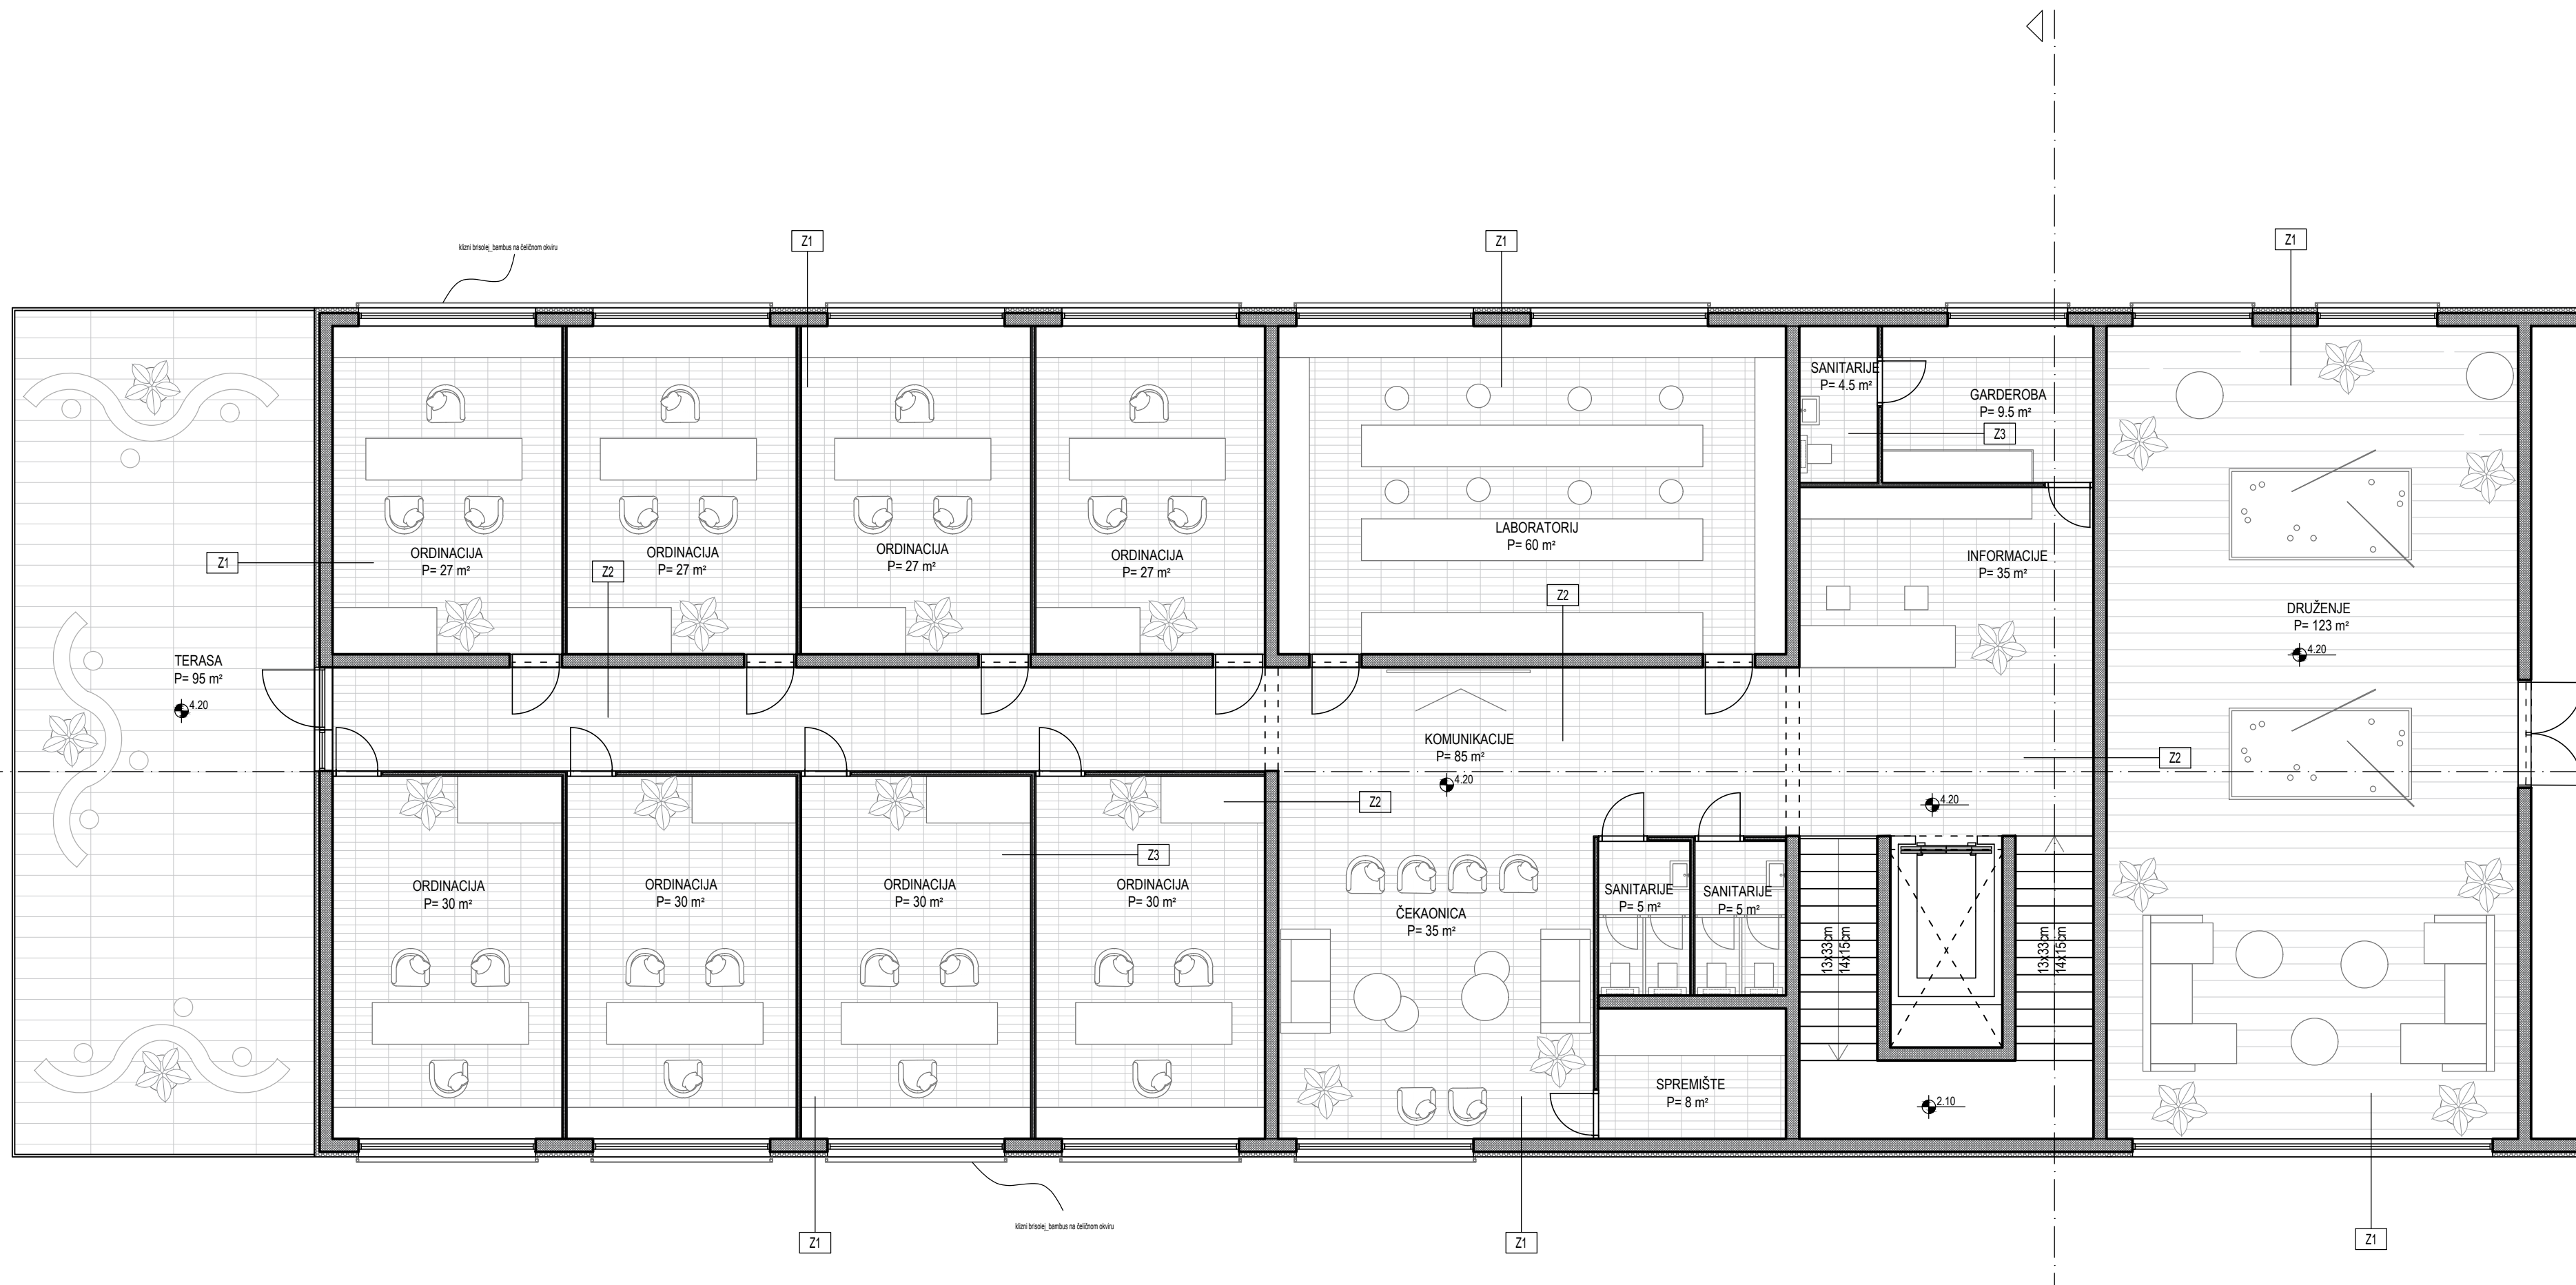 klizni brisolej_bambus na čeličnom okviru
Z1
Z1
Z1
SANITARIJE
P= 4.5 m²
GARDEROBA
P= 9.5 m²
Z3
ORDINACIJA
P= 27 m²
ORDINACIJA
P= 27 m²
ORDINACIJA
P= 27 m²
ORDINACIJA
P= 27 m²
LABORATORIJ
P= 60 m²
INFORMACIJE
P= 35 m²
Z1
Z2
Z2
DRUŽENJE
P= 123 m²
4.20
TERASA
P= 95 m²
4.20
KOMUNIKACIJE
P= 85 m²
4.20
Z2
Z2
4.20
Z3
ORDINACIJA
P= 30 m²
ORDINACIJA
P= 30 m²
ORDINACIJA
P= 30 m²
ORDINACIJA
P= 30 m²
ČEKAONICA
P= 35 m²
SANITARIJE
P= 5 m²
SANITARIJE
P= 5 m²
13x33cm
14x15cm
13x33cm
14x15cm
SPREMIŠTE
P= 8 m²
2.10
klizni brisolej_bambus na čeličnom okviru
Z1
Z1
Z1